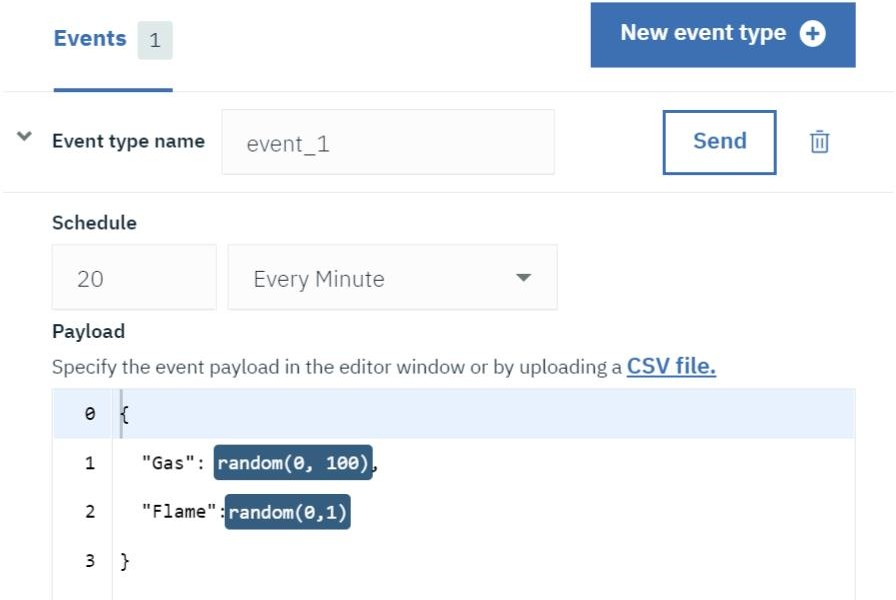 Events 1
New event type
Event type name event_1 Send
Schedule
20 Every Minute
Payload
Specify the event payload in the editor window or by uploading a CSV file.
0 {
1 "Gas": random(0, 100),
2 "Flame":random(0,1)
3 }